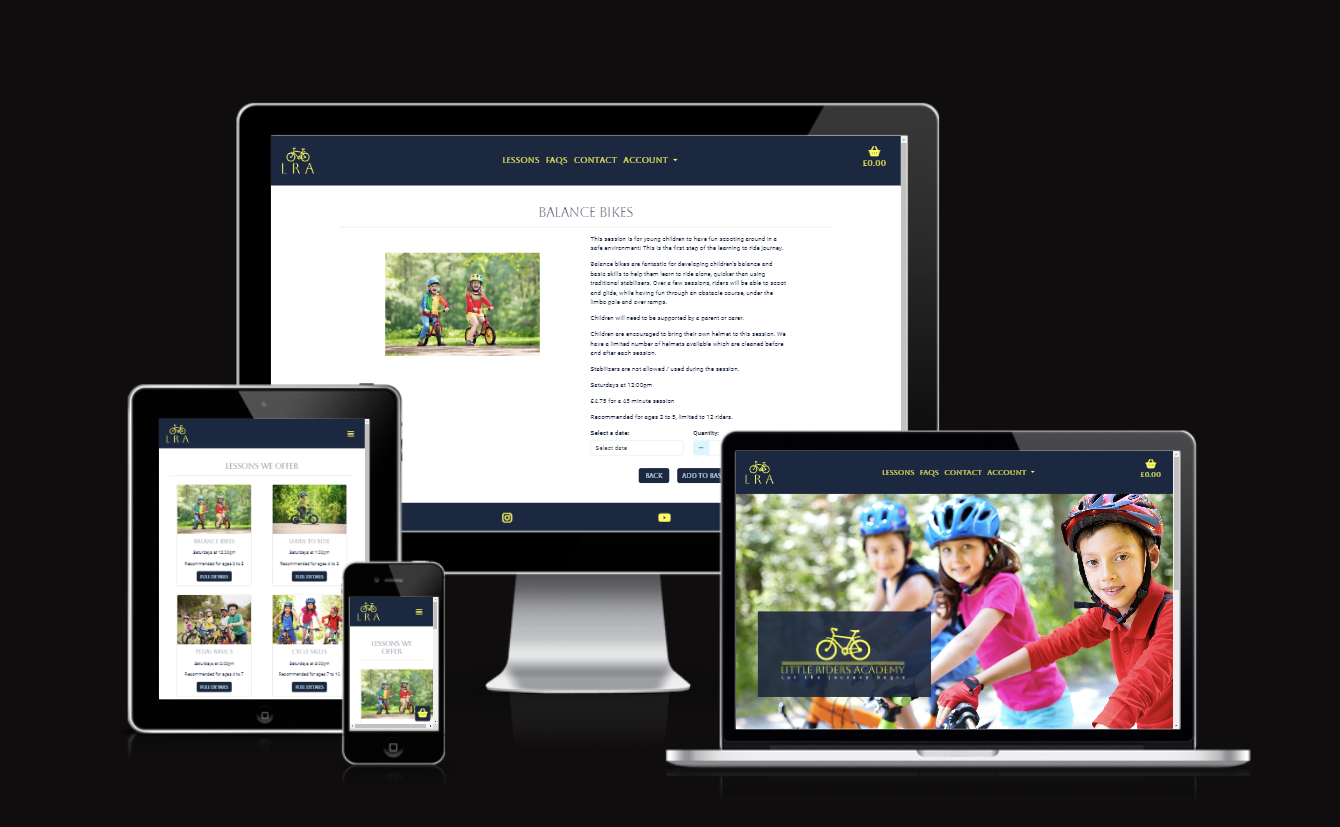 LRA
LESSONS FAQS CONTACT ACCOUNT
£0.00
BALANCE BIKES
This session is for young children to have fun scooting around in a
safe environment! This is the first step of the learning to ride journey.
Balance bikes are fantastic for developing children's balance and
basic skills to help them learn to ride alone, quicker than using
traditional stabilisers. Over a few sessions, riders will be able to scoot
and glide, while having fun through an obstacle course, under the
limbo pole and over ramps.
Children will need to be supported by a parent or carer.
Children are encouraged to bring their own helmet to this session. We
have a limited number of helmets available which are cleaned before
and after each session.
Stabilisers are not allowed / used during the session.
Saturdays at 12:00pm
£4.75 for a 45 minute session
Recommended for ages 2 to 5, limited to 12 riders.
Select a date: Quantity:
Select date
BACK ADD TO BAS
LRA
LESSONS WE OFFER
BALANCE BIKES LEARN TO RIDE
Saturdays at 12:00pm Saturdays at 1:00pm
Recommended for ages 2 to 5 Recommended for ages 4 to
FULL DETAILS FULL DETAILS
PEDAL BASICS CYCLE SKILLS
Saturdays at Saturdays at
Recommended for ages 4 to 7 Recommended for ages 7 to 10
FULL DETAILS FULL DETAILS
LRA
LESSONS WE
OFFER
LRA
LESSONS FAQS CONTACT ACCOUNT
£0.00
LITTLE RIDERS ACADEMY
Let the journey begin